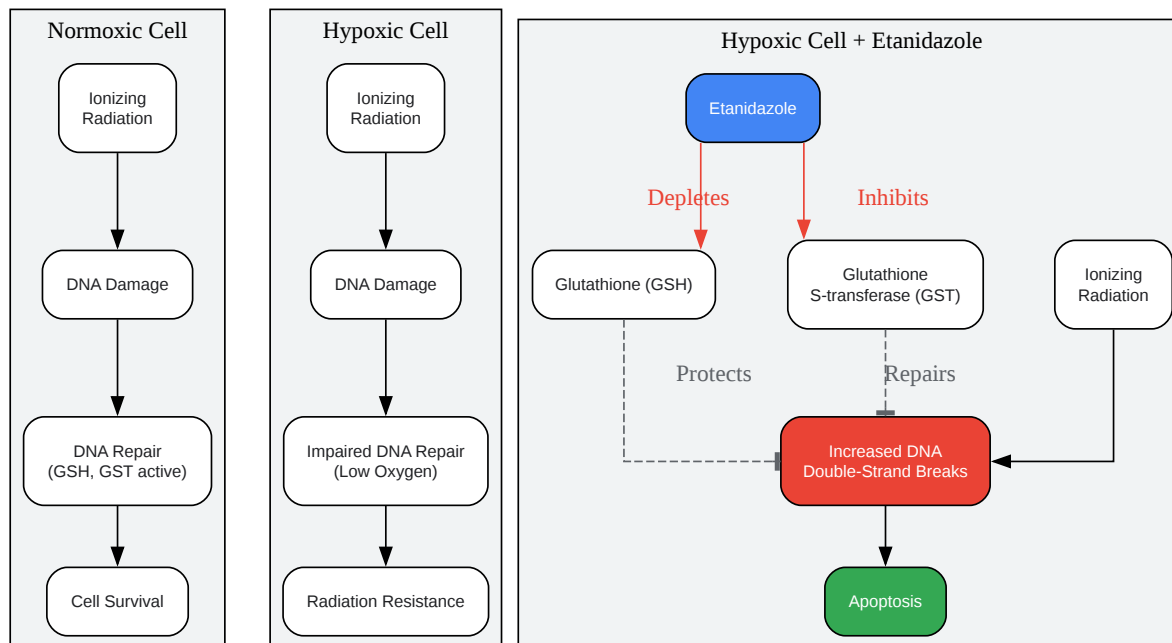 Normoxic Cell
Ionizing
Radiation
DNA Damage
DNA Repair
(GSH, GST active)
Cell Survival
Hypoxic Cell
Ionizing
Radiation
DNA Damage
Impaired DNA Repair
(Low Oxygen)
Radiation Resistance
Hypoxic Cell + Etanidazole
Etanidazole
Depletes
Inhibits
Glutathione (GSH)
Glutathione
S-transferase (GST)
Ionizing
Radiation
Protects
Repairs
Increased DNA
Double-Strand Breaks
Apoptosis